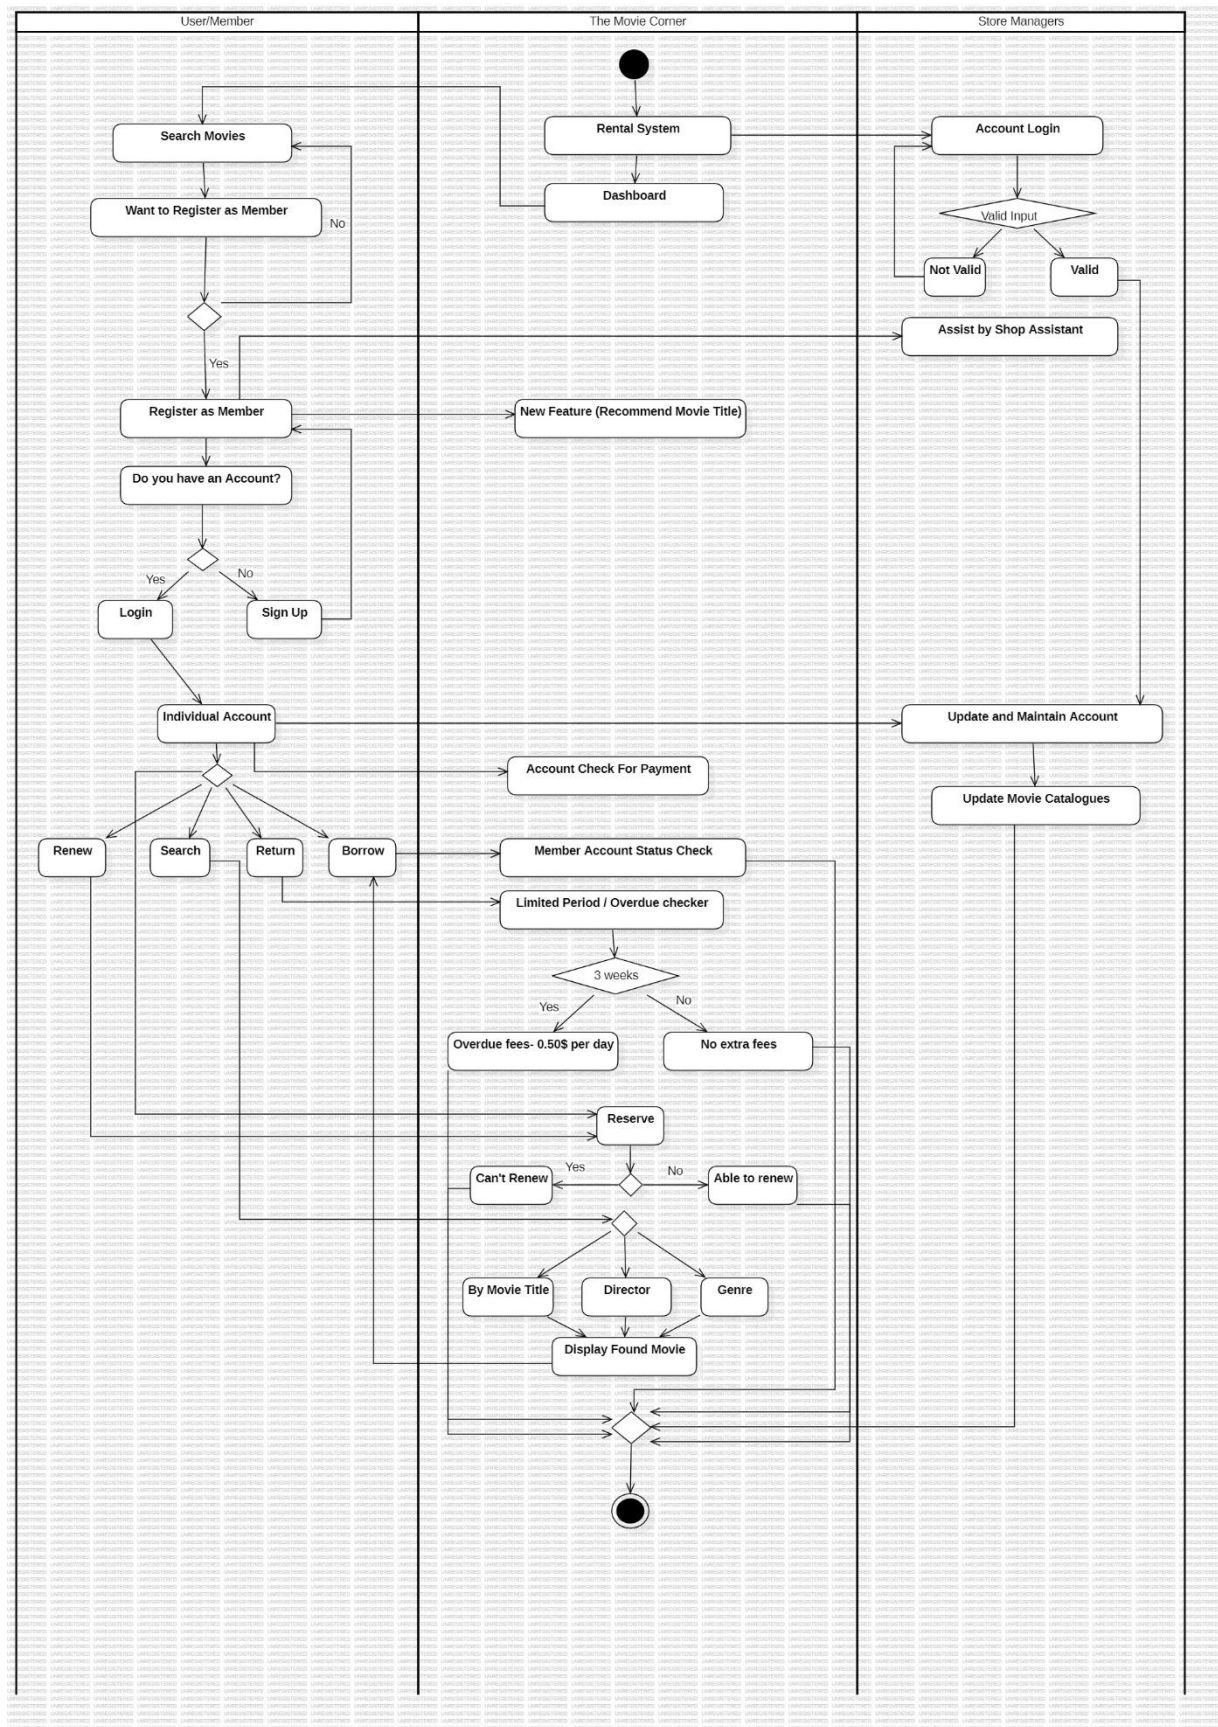 User/Member
The Movie Corner
Store Managers
Search Movies
Rental System
Account Login
Dashboard
Want to Register as Member
No
Valid Input
Not Valid
Valid
Assist by Shop Assistant
Yes
Register as Member
New Feature (Recommend Movie Title)
Do you have an Account?
Yes
No
Login
Sign Up
Individual Account
Update and Maintain Account
Account Check For Payment
Update Movie Catalogues
Renew
Search
Return
Borrow
Member Account Status Check
Limited Period / Overdue checker
3 weeks
Yes
No
Overdue fees- 0.50$ per day
No extra fees
Reserve
Can't Renew
Yes
No
Able to renew
By Movie Title
Director
Genre
Display Found Movie